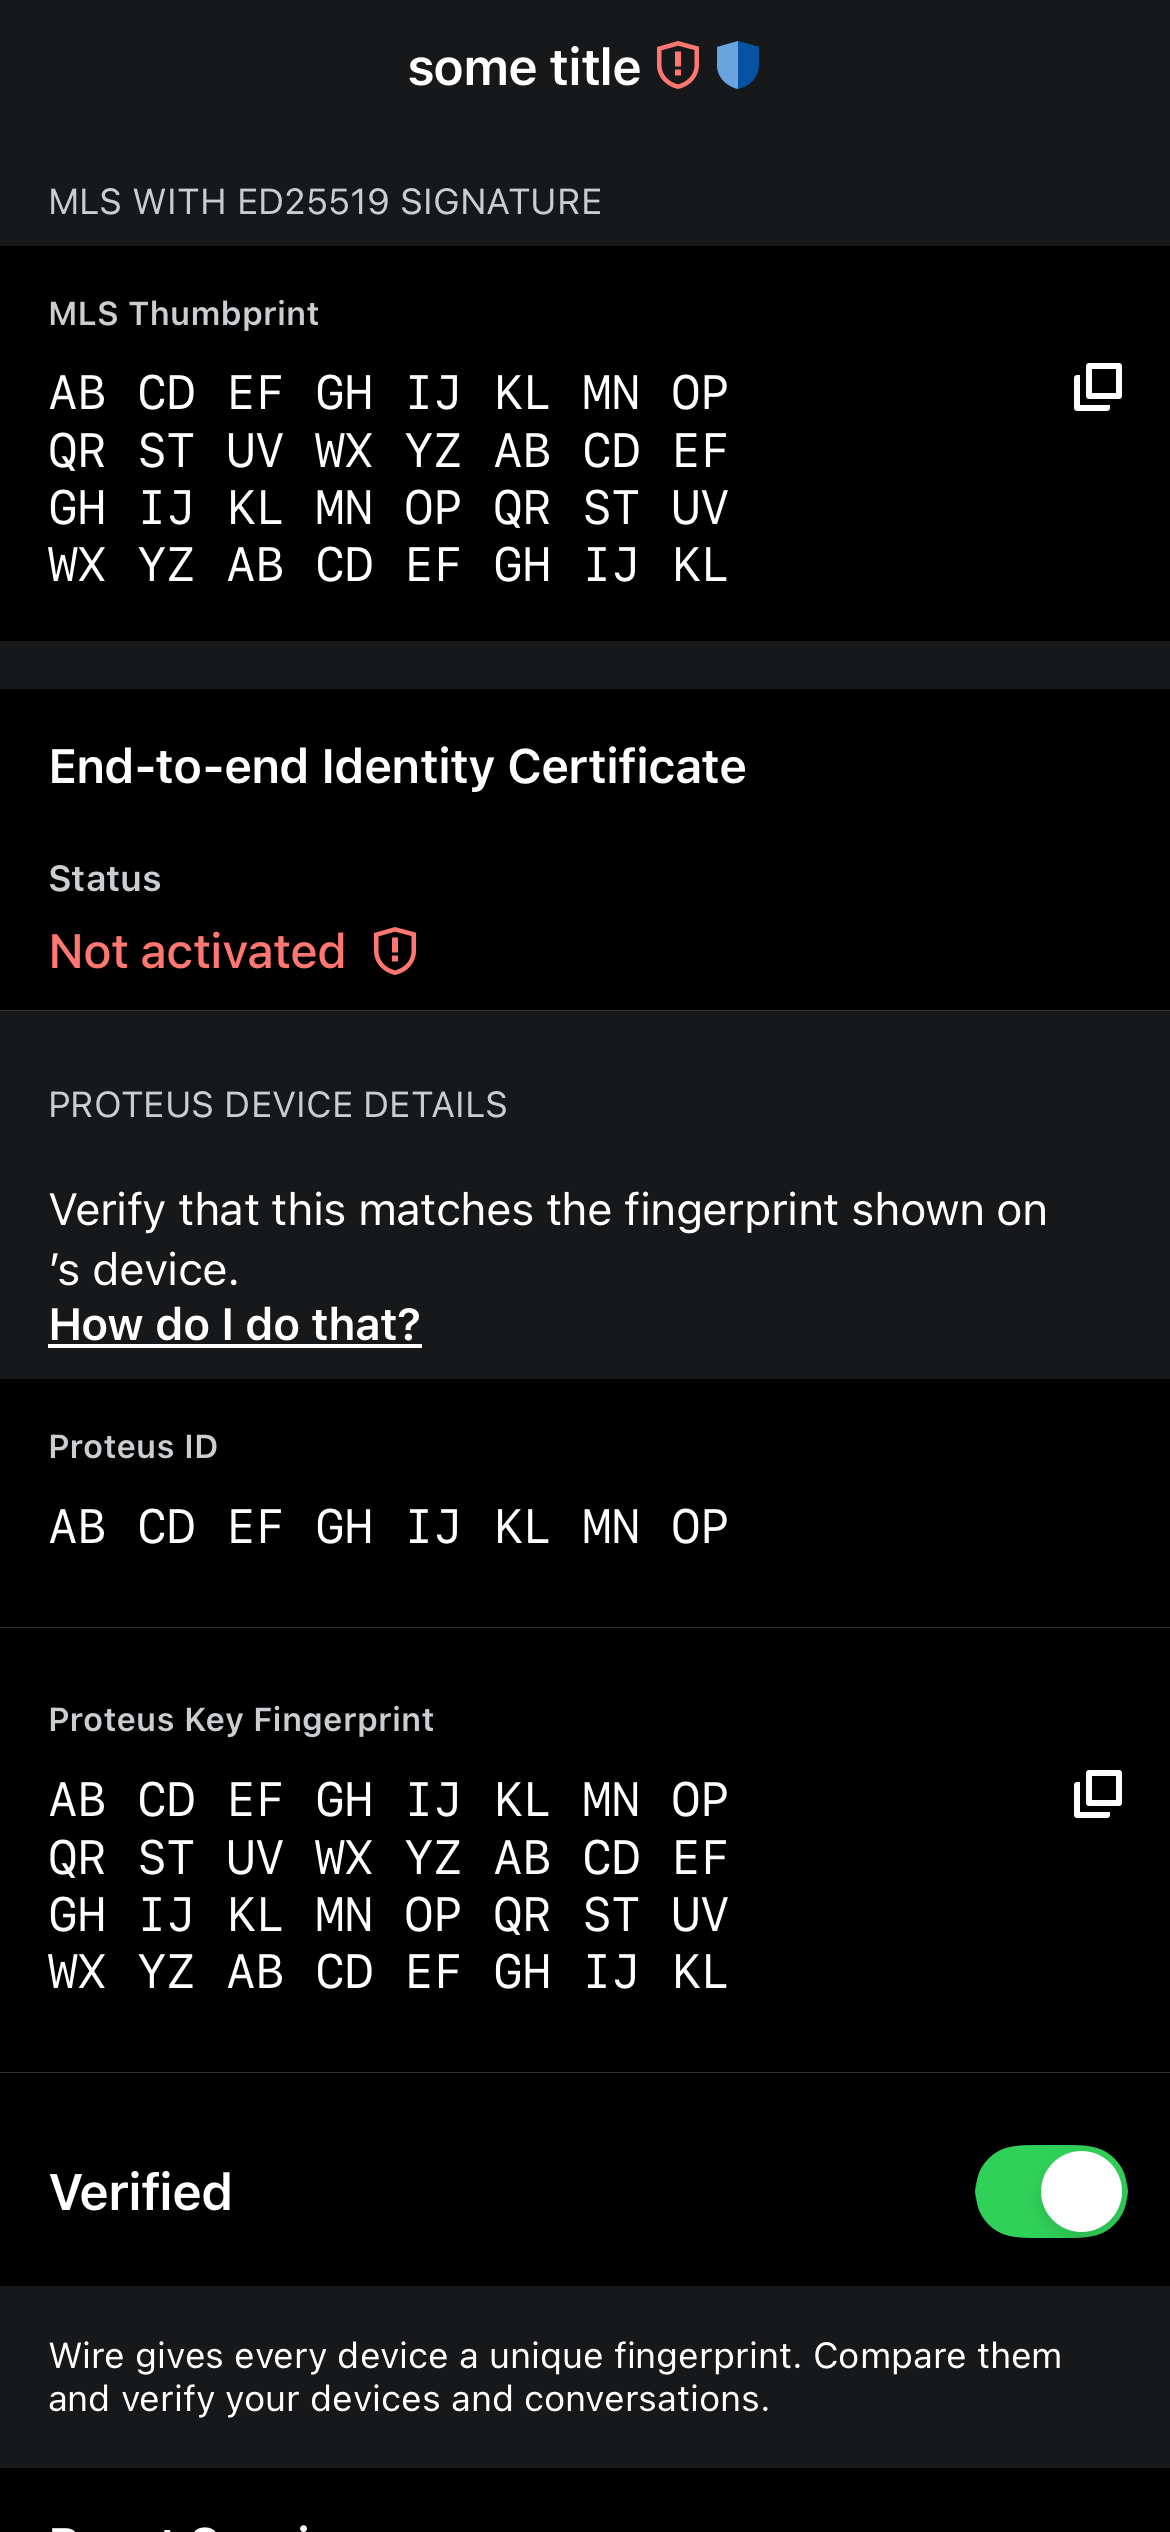 some title
MLS WITH ED25519 SIGNATURE
MLS Thumbprint
AB CD EF GH IJ KL MN OP
QR ST UV WX YZ AB CD EF
GH IJ KL MN OP QR ST UV
WX YZ AB CD EF GH IJ KL
End-to-end Identity Certificate
Status
Not activated
PROTEUS DEVICE DETAILS
Verify that this matches the fingerprint shown on
’s device.
How do I do that?
Proteus ID
AB CD EF GH IJ KL MN OP
Proteus Key Fingerprint
AB CD EF GH IJ KL MN OP
QR ST UV WX YZ AB CD EF
GH IJ KL MN OP QR ST UV
WX YZ AB CD EF GH IJ KL
Verified
Wire gives every device a unique fingerprint. Compare them
and verify your devices and conversations.